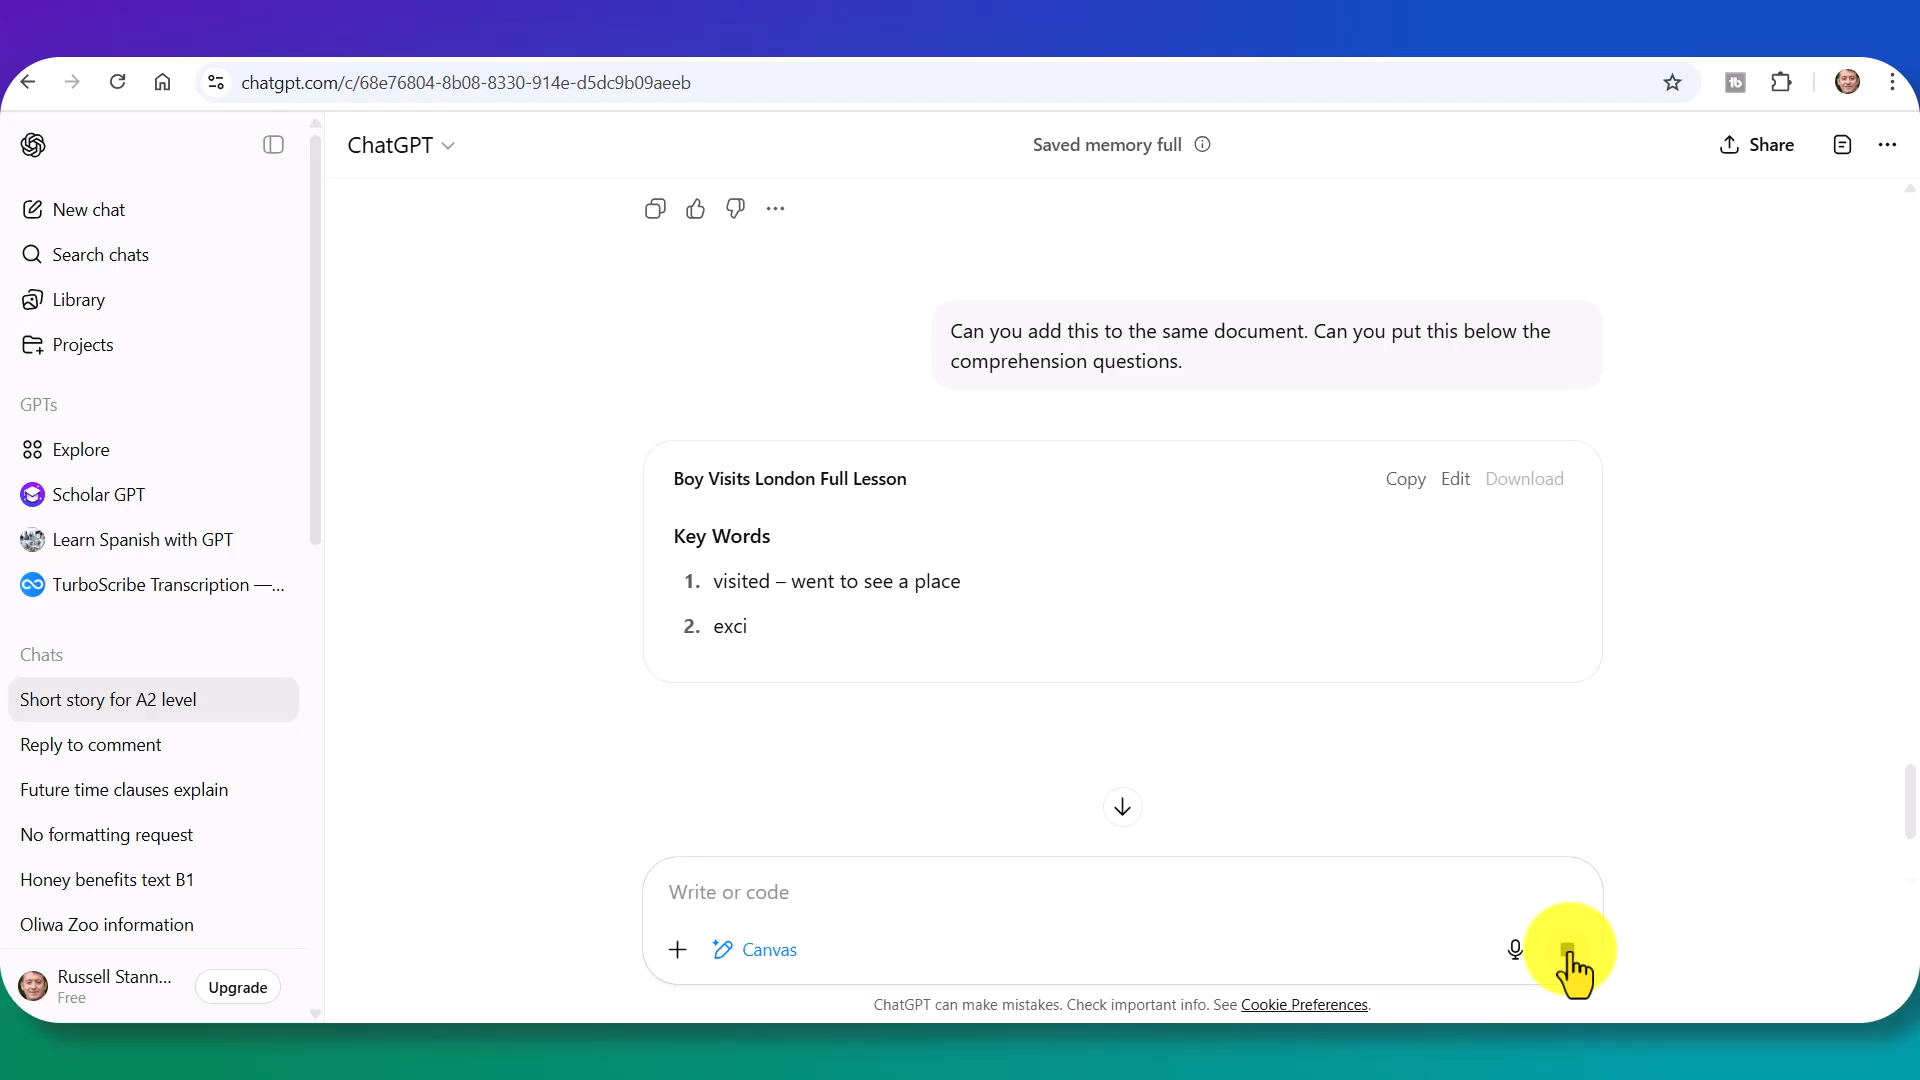 chatgpt.com/c/68e76804-8b08-8330-914e-d5dc9b09aeeb
ChatGPT
Saved memory full
Share
New chat
Search chats
Library
Projects
GPTs
Explore
Scholar GPT
Learn Spanish with GPT
TurboScribe Transcription —...
Chats
Short story for A2 level
Reply to comment
Future time clauses explain
No formatting request
Honey benefits text B1
Oliwa Zoo information
Russell Stann...
Free
Upgrade
Can you add this to the same document. Can you put this below the
comprehension questions.
Boy Visits London Full Lesson
Copy Edit Download
Key Words
1. visited – went to see a place
2. exci
Write or code
Canvas
ChatGPT can make mistakes. Check important info. See Cookie Preferences.